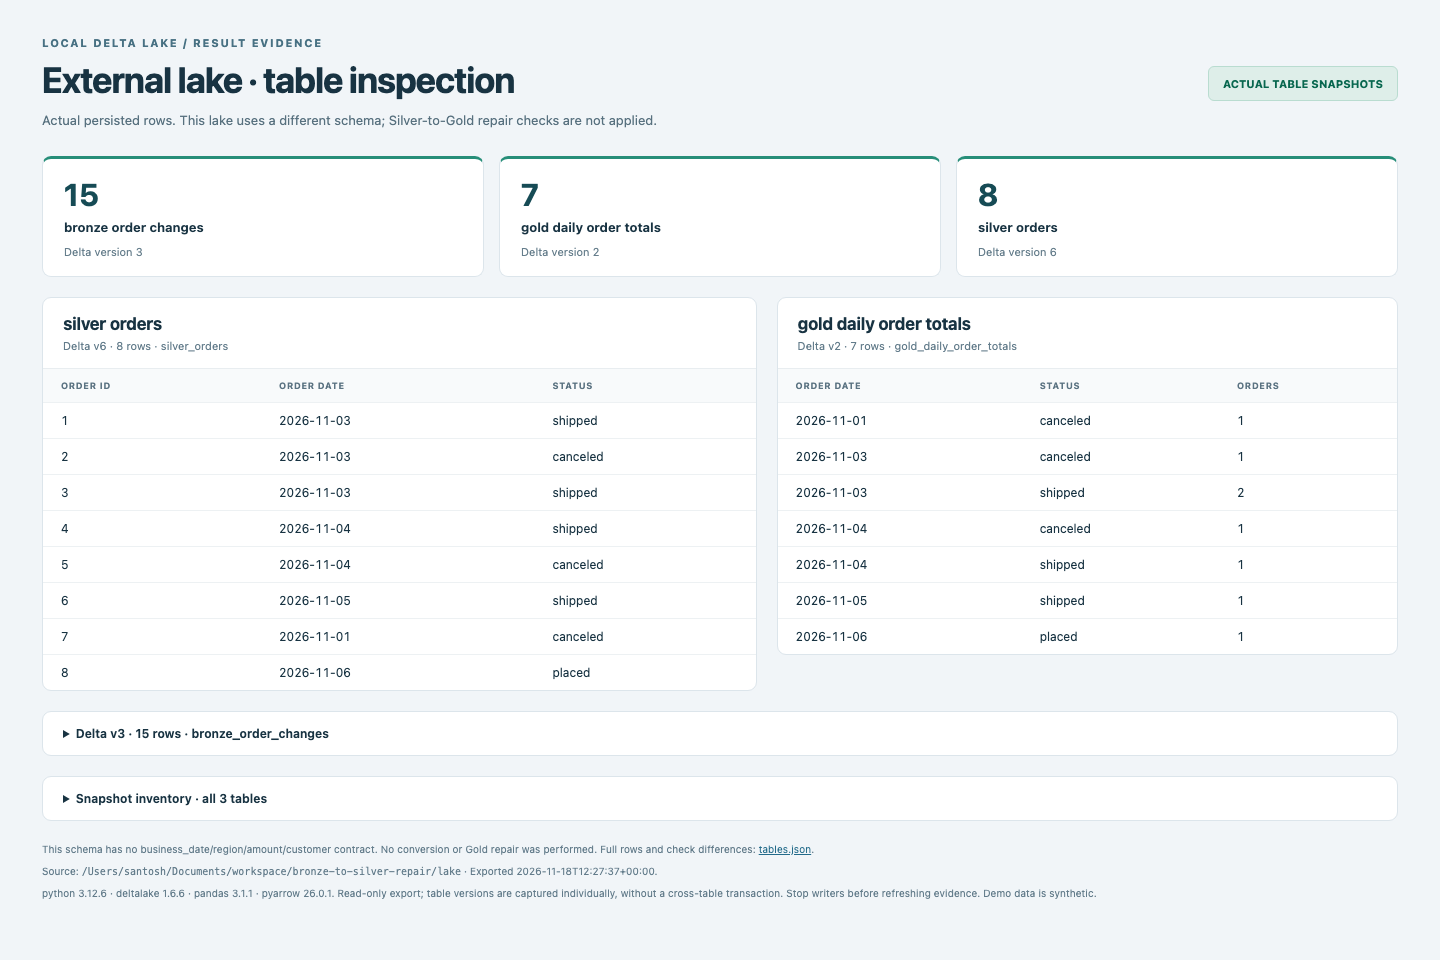 LOCAL DELTA LAKE / RESULT EVIDENCE
External lake · table inspection
ACTUAL TABLE SNAPSHOTS
Actual persisted rows. This lake uses a different schema; Silver-to-Gold repair checks are not applied.
15
bronze order changes
Delta version 3
7
gold daily order totals
Delta version 2
8
silver orders
Delta version 6
silver orders
Delta v6 · 8 rows · silver_orders
ORDER ID ORDER DATE STATUS
1 2026-11-03 shipped
2 2026-11-03 canceled
3 2026-11-03 shipped
4 2026-11-04 shipped
5 2026-11-04 canceled
6 2026-11-05 shipped
7 2026-11-01 canceled
8 2026-11-06 placed
gold daily order totals
Delta v2 · 7 rows · gold_daily_order_totals
ORDER DATE STATUS ORDERS
2026-11-01 canceled 1
2026-11-03 canceled 1
2026-11-03 shipped 2
2026-11-04 canceled 1
2026-11-04 shipped 1
2026-11-05 shipped 1
2026-11-06 placed 1
Delta v3 · 15 rows · bronze_order_changes
Snapshot inventory · all 3 tables
This schema has no business_date/region/amount/customer contract. No conversion or Gold repair was performed. Full rows and check differences: tables.json.
Source: /Users/santosh/Documents/workspace/bronze-to-silver-repair/lake · Exported 2026-11-18T12:27:37+00:00.
python 3.12.6 · deltalake 1.6.6 · pandas 3.1.1 · pyarrow 26.0.1. Read-only export; table versions are captured individually, without a cross-table transaction. Stop writers before refreshing evidence. Demo data is synthetic.